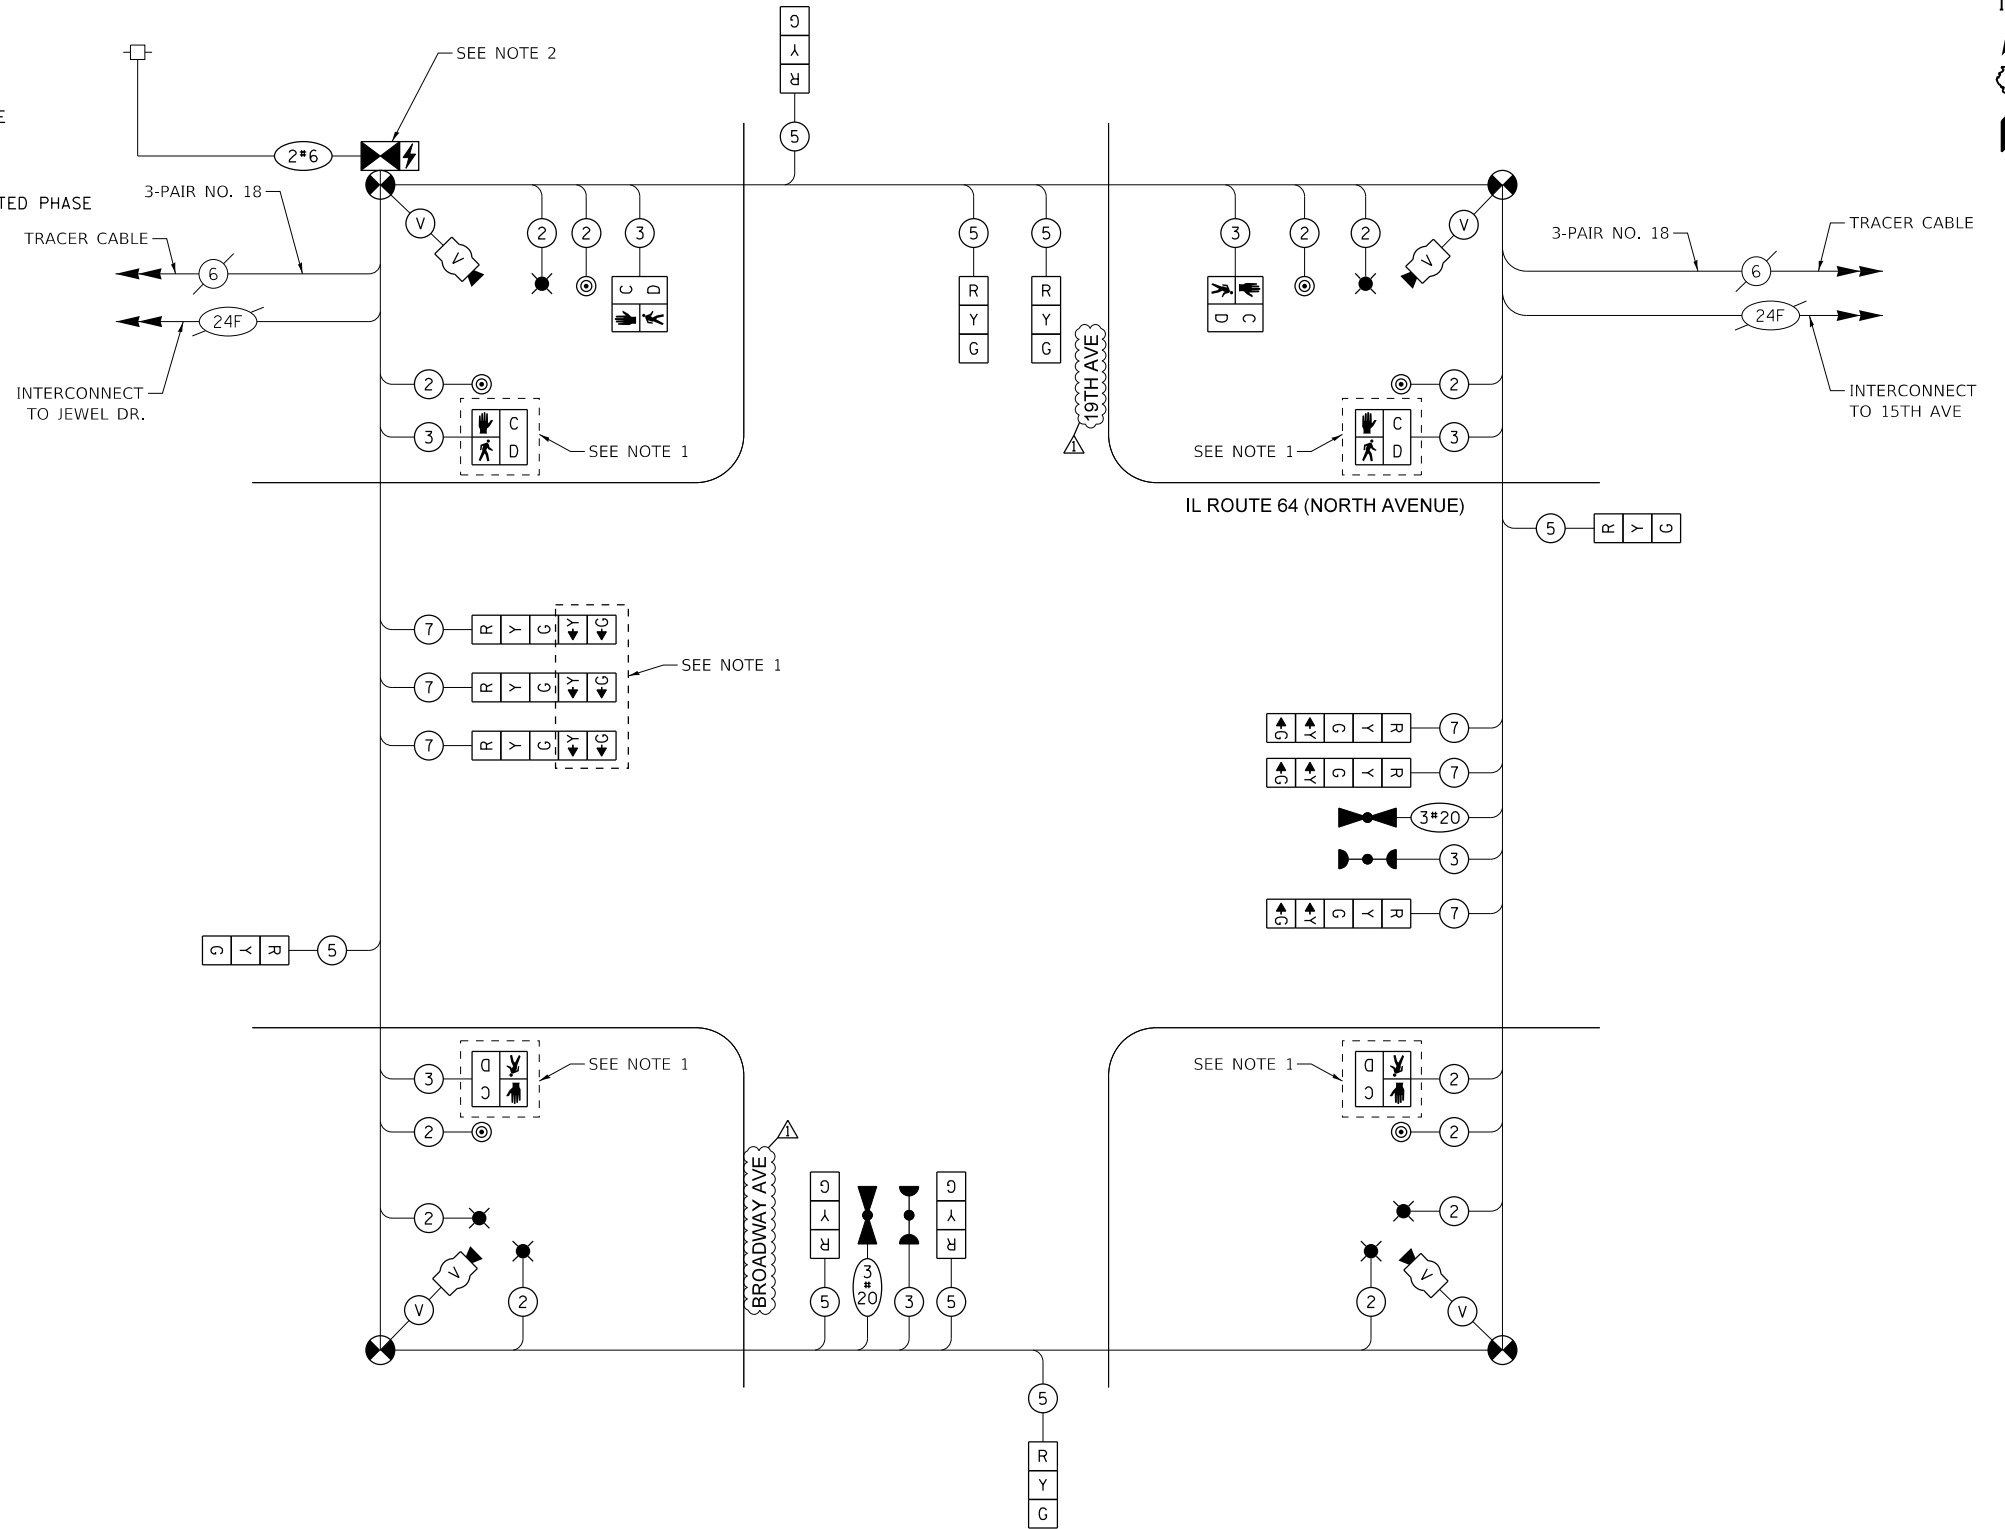 G
Y
R
5
SEE NOTE 2
E
2#6
3-PAIR NO. 18
TED PHASE
TRACER CABLE
6
24F
INTERCONNECT
TO JEWEL DR.
V
V
2
2
3
C D
2
3
C
D
SEE NOTE 1
5
R
Y
G
5
R
Y
G
19TH AVE
1
3
D C
2
2
V
V
3-PAIR NO. 18
TRACER CABLE
6
24F
INTERCONNECT
TO 15TH AVE
2
SEE NOTE 1
C
D
3
IL ROUTE 64 (NORTH AVENUE)
5
R Y G
7
R Y G Y G
7
R Y G Y G
7
R Y G Y G
SEE NOTE 1
G Y G Y R
7
G Y G Y R
7
3#20
3
G Y G Y R
7
G Y R
5
3
D
C
SEE NOTE 1
2
2
V
V
2
BROADWAY AVE
1
G
Y
R
5
3
#
20
3
G
Y
R
5
SEE NOTE 1
D
C
2
2
2
2
V
V
5
R
Y
G